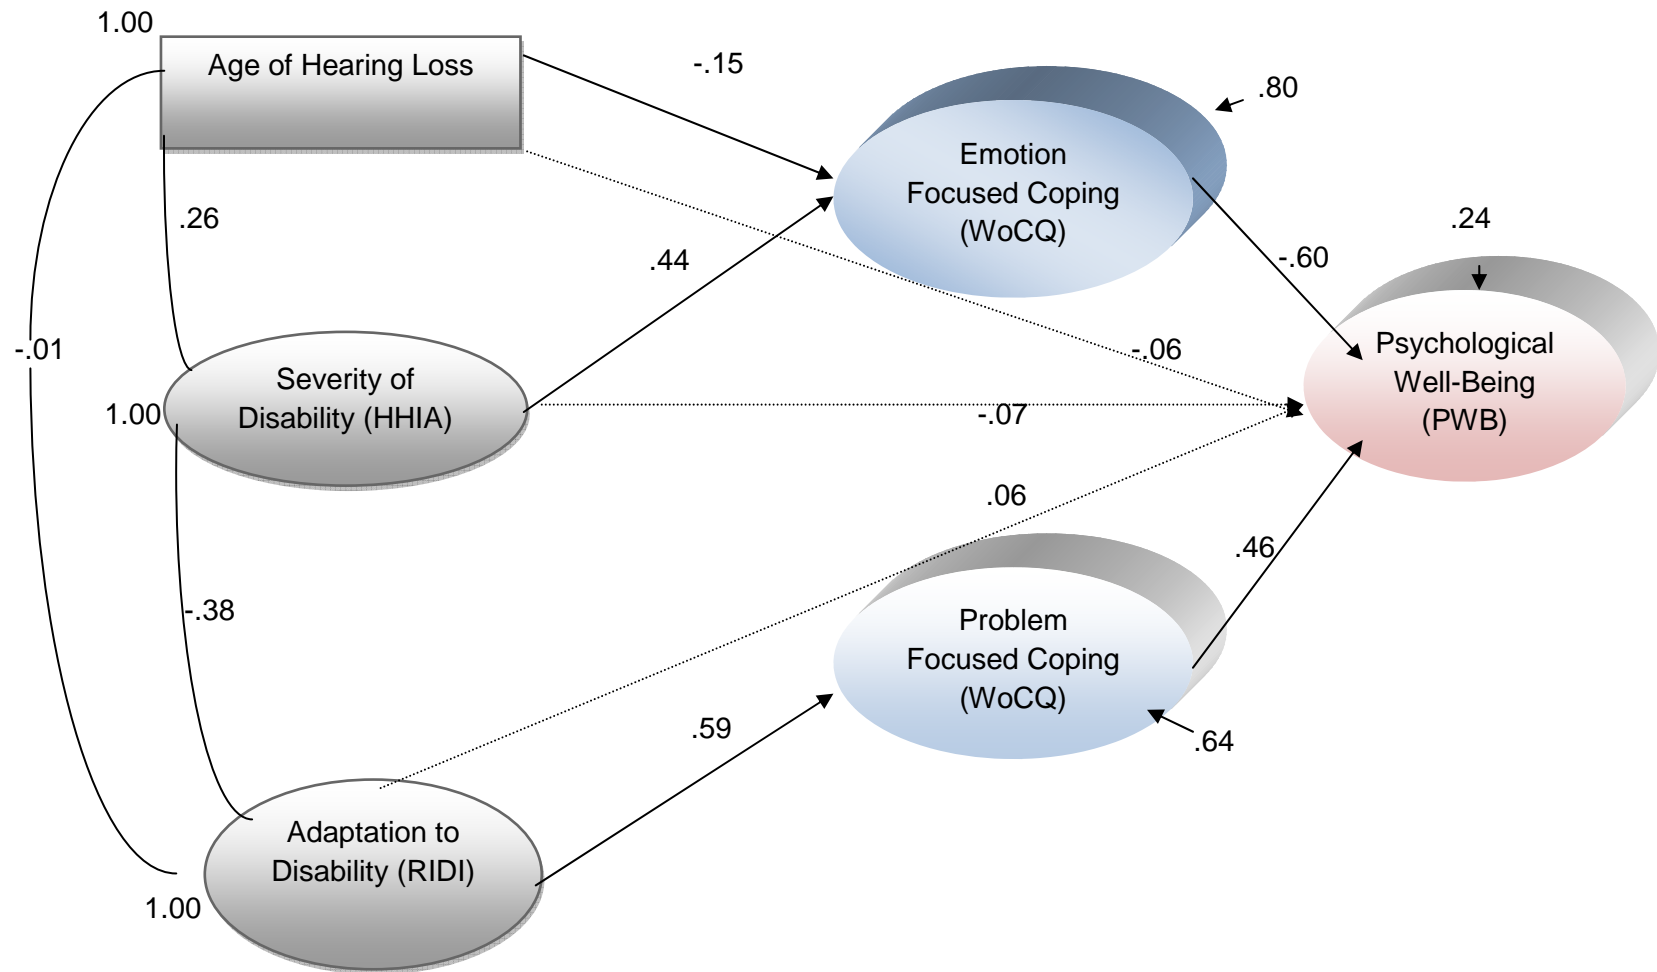 1.00
Age of Hearing Loss
-.15
.80
Emotion
Focused Coping
(WoCQ)
.26
.24
.44
-.60
-.01
-.06
Psychological
Well-Being
(PWB)
Severity of
Disability (HHIA)
1.00
-.07
.06
.46
-.38
Problem
Focused Coping
(WoCQ)
.59
.64
Adaptation to
Disability (RIDI)
1.00